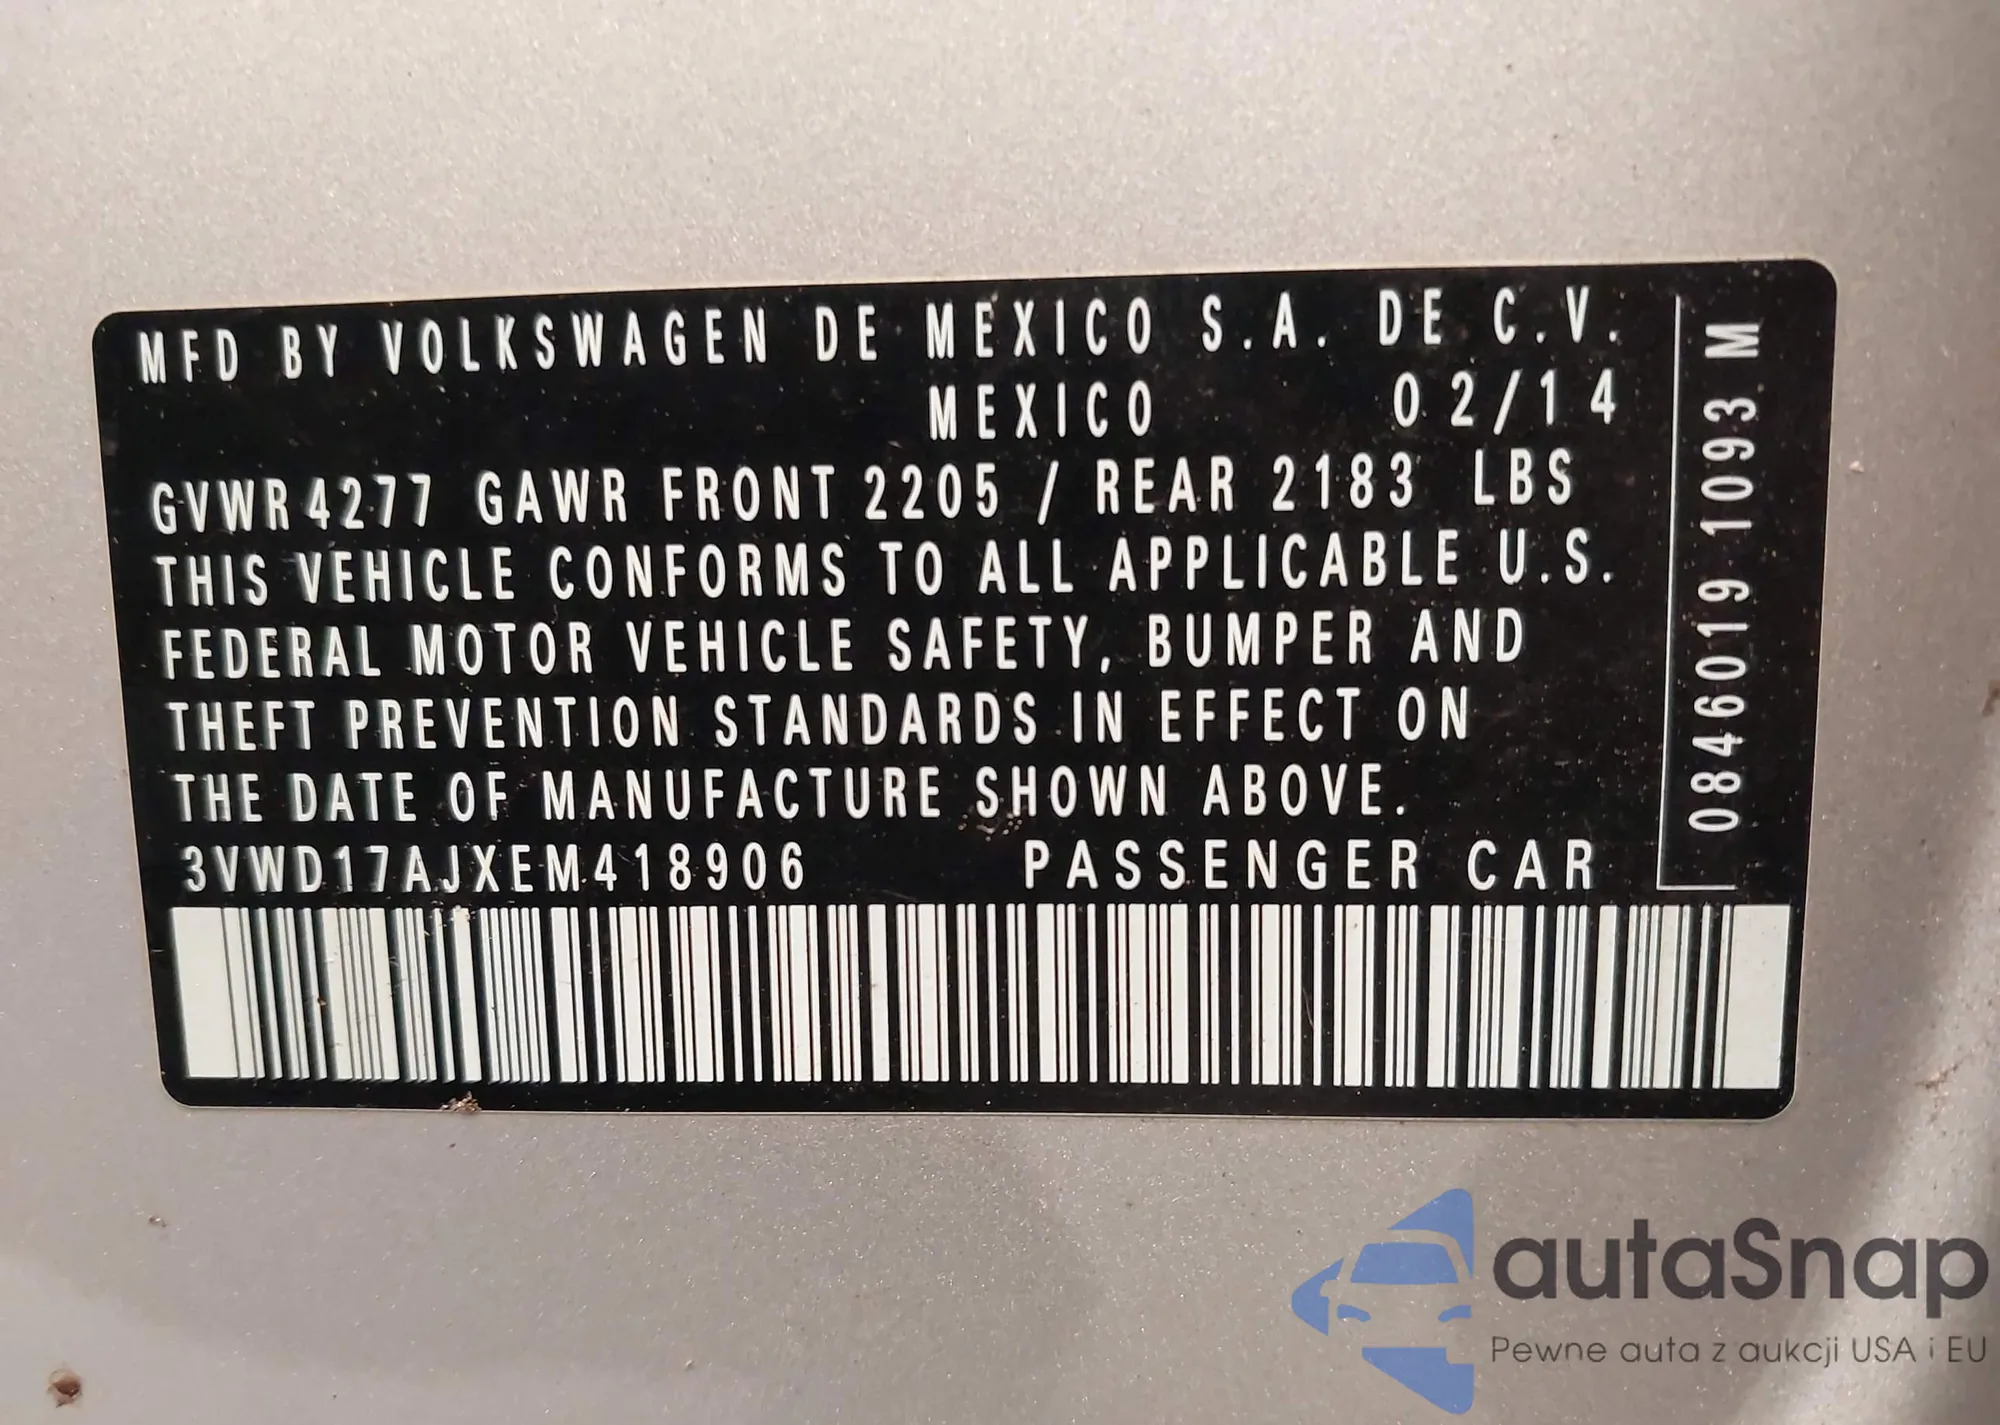 MFD BY VOLKSWAGEN DE MEXICO S.A. DE C.V.
MEXICO 02/14
GVWR 4277 GAWR FRONT 2205 / REAR 2183 LBS
THIS VEHICLE CONFORMS TO ALL APPLICABLE U.S.
FEDERAL MOTOR VEHICLE SAFETY, BUMPER AND
THEFT PREVENTION STANDARDS IN EFFECT ON
THE DATE OF MANUFACTURE SHOWN ABOVE.
3VWD17AJXEM418906 PASSENGER CAR
0846019 1093 M
autaSnap
Pewne auta z aukcji USA i EU